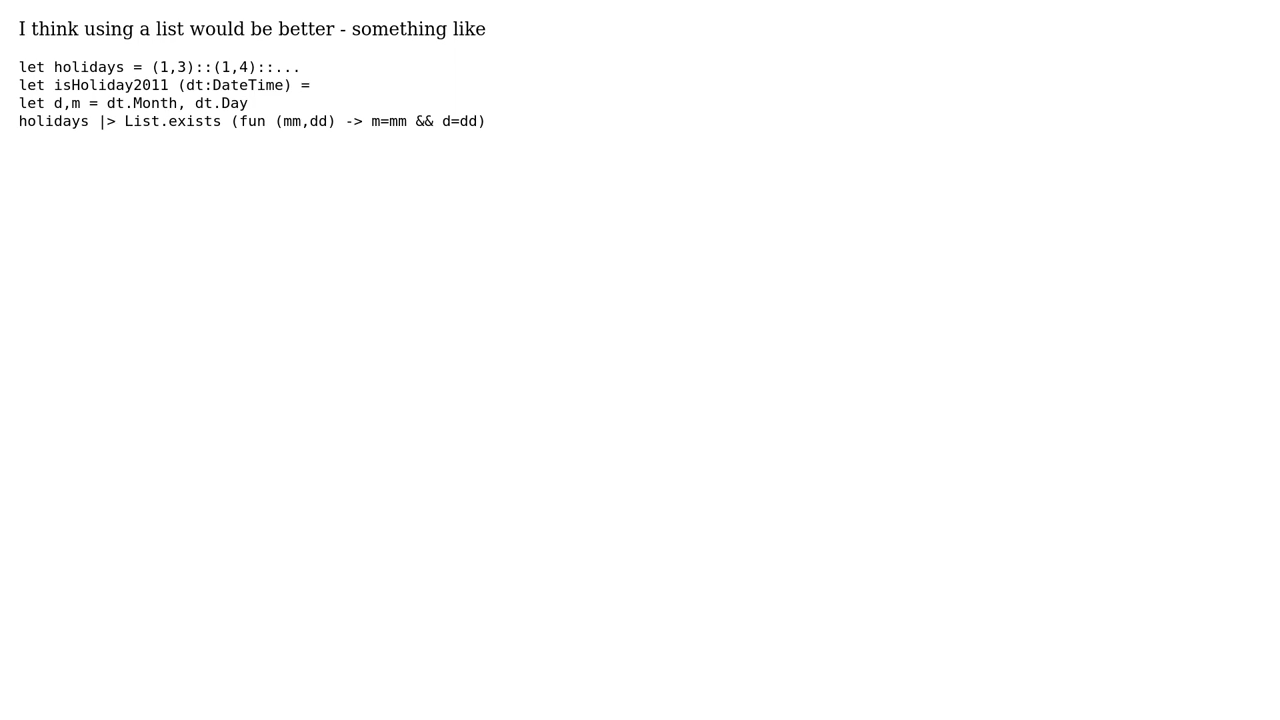 I think using a list would be better - something like
let holidays = (1,3)::(1,4)::...
let isHoliday2011 (dt:DateTime) =
let d,m = dt.Month, dt.Day
holidays |> List.exists (fun (mm,dd) -> m=mm && d=dd)